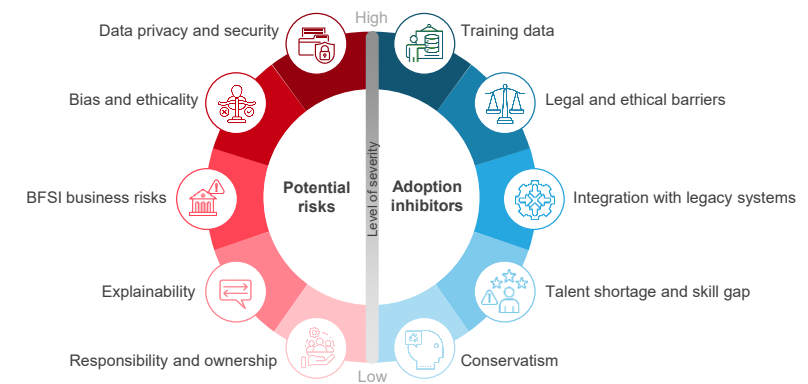 High
Data privacy and security
Training data
Bias and ethicality
Legal and ethical barriers
BFSI business risks
Potential
risks
Level of severity
Adoption
inhibitors
Integration with legacy systems
Explainability
Talent shortage and skill gap
Responsibility and ownership
Conservatism
Low